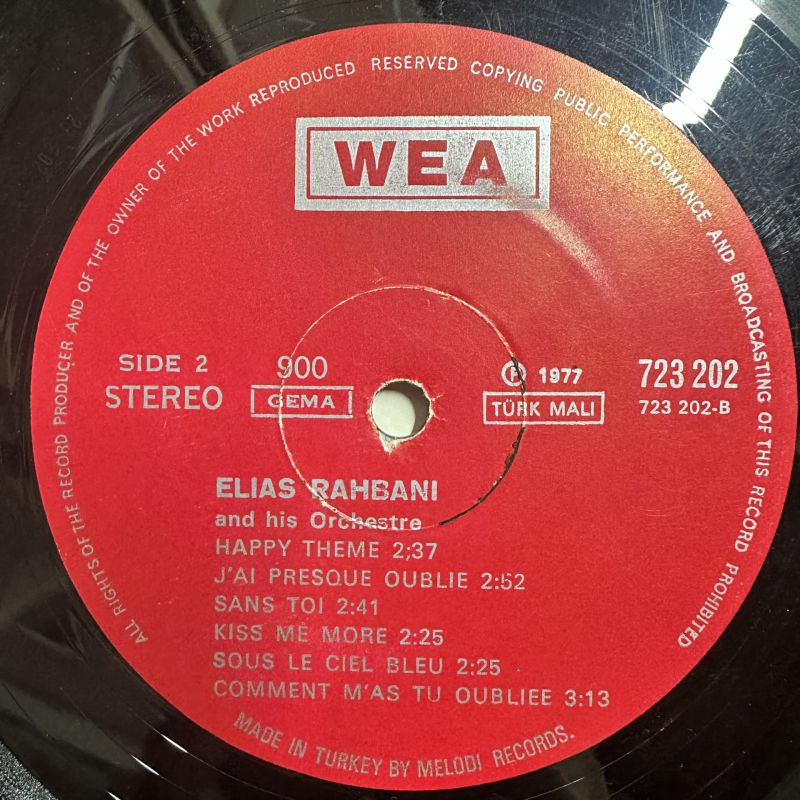 ALL RIGHTS OF THE RECORD PRODUCER AND OF THE OWNER OF THE WORK REPRODUCED RESERVED COPYING PUBLIC PERFORMANCE AND BROADCASTING OF THIS RECORD PROHIBITED
WEA
SIDE 2 900 ℗ 1977 723 202
STEREO GEMA TÜRK MALI 723 202-B
ELIAS RAHBANI
and his Orchestre
HAPPY THEME 2;37
J'AI PRESQUE OUBLIE 2:52
SANS TOI 2:41
KISS ME MORE 2:25
SOUS LE CIEL BLEU 2:25
COMMENT M'AS TU OUBLIEE 3:13
MADE IN TURKEY BY MELODİ RECORDS.